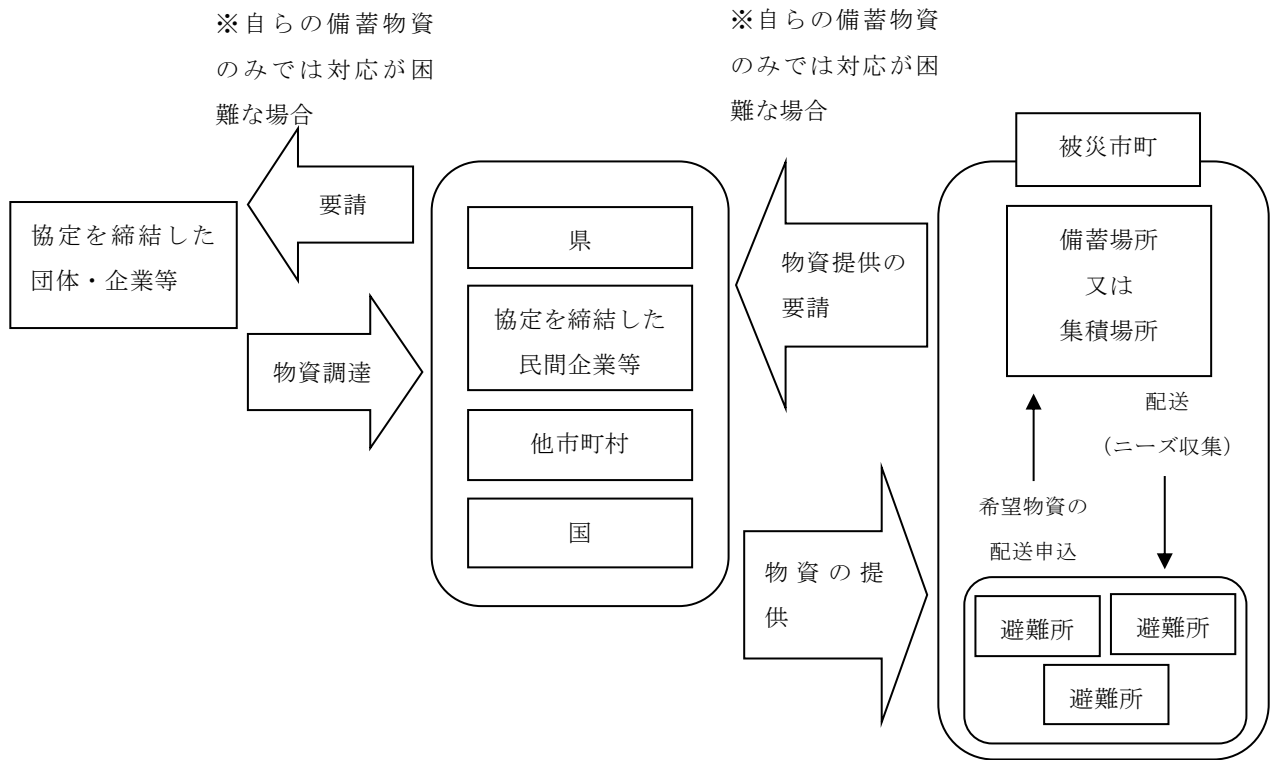 ※自らの備蓄物資
のみでは対応が困
難な場合
※自らの備蓄物資
のみでは対応が困
難な場合
協定を締結した
団体・企業等
要請
物資調達
県
協定を締結した
民間企業等
他市町村
国
物資提供の
要請
物資の提
供
被災市町
備蓄場所
又は
集積場所
配送
（ニーズ収集）
希望物資の
配送申込
避難所
避難所
避難所